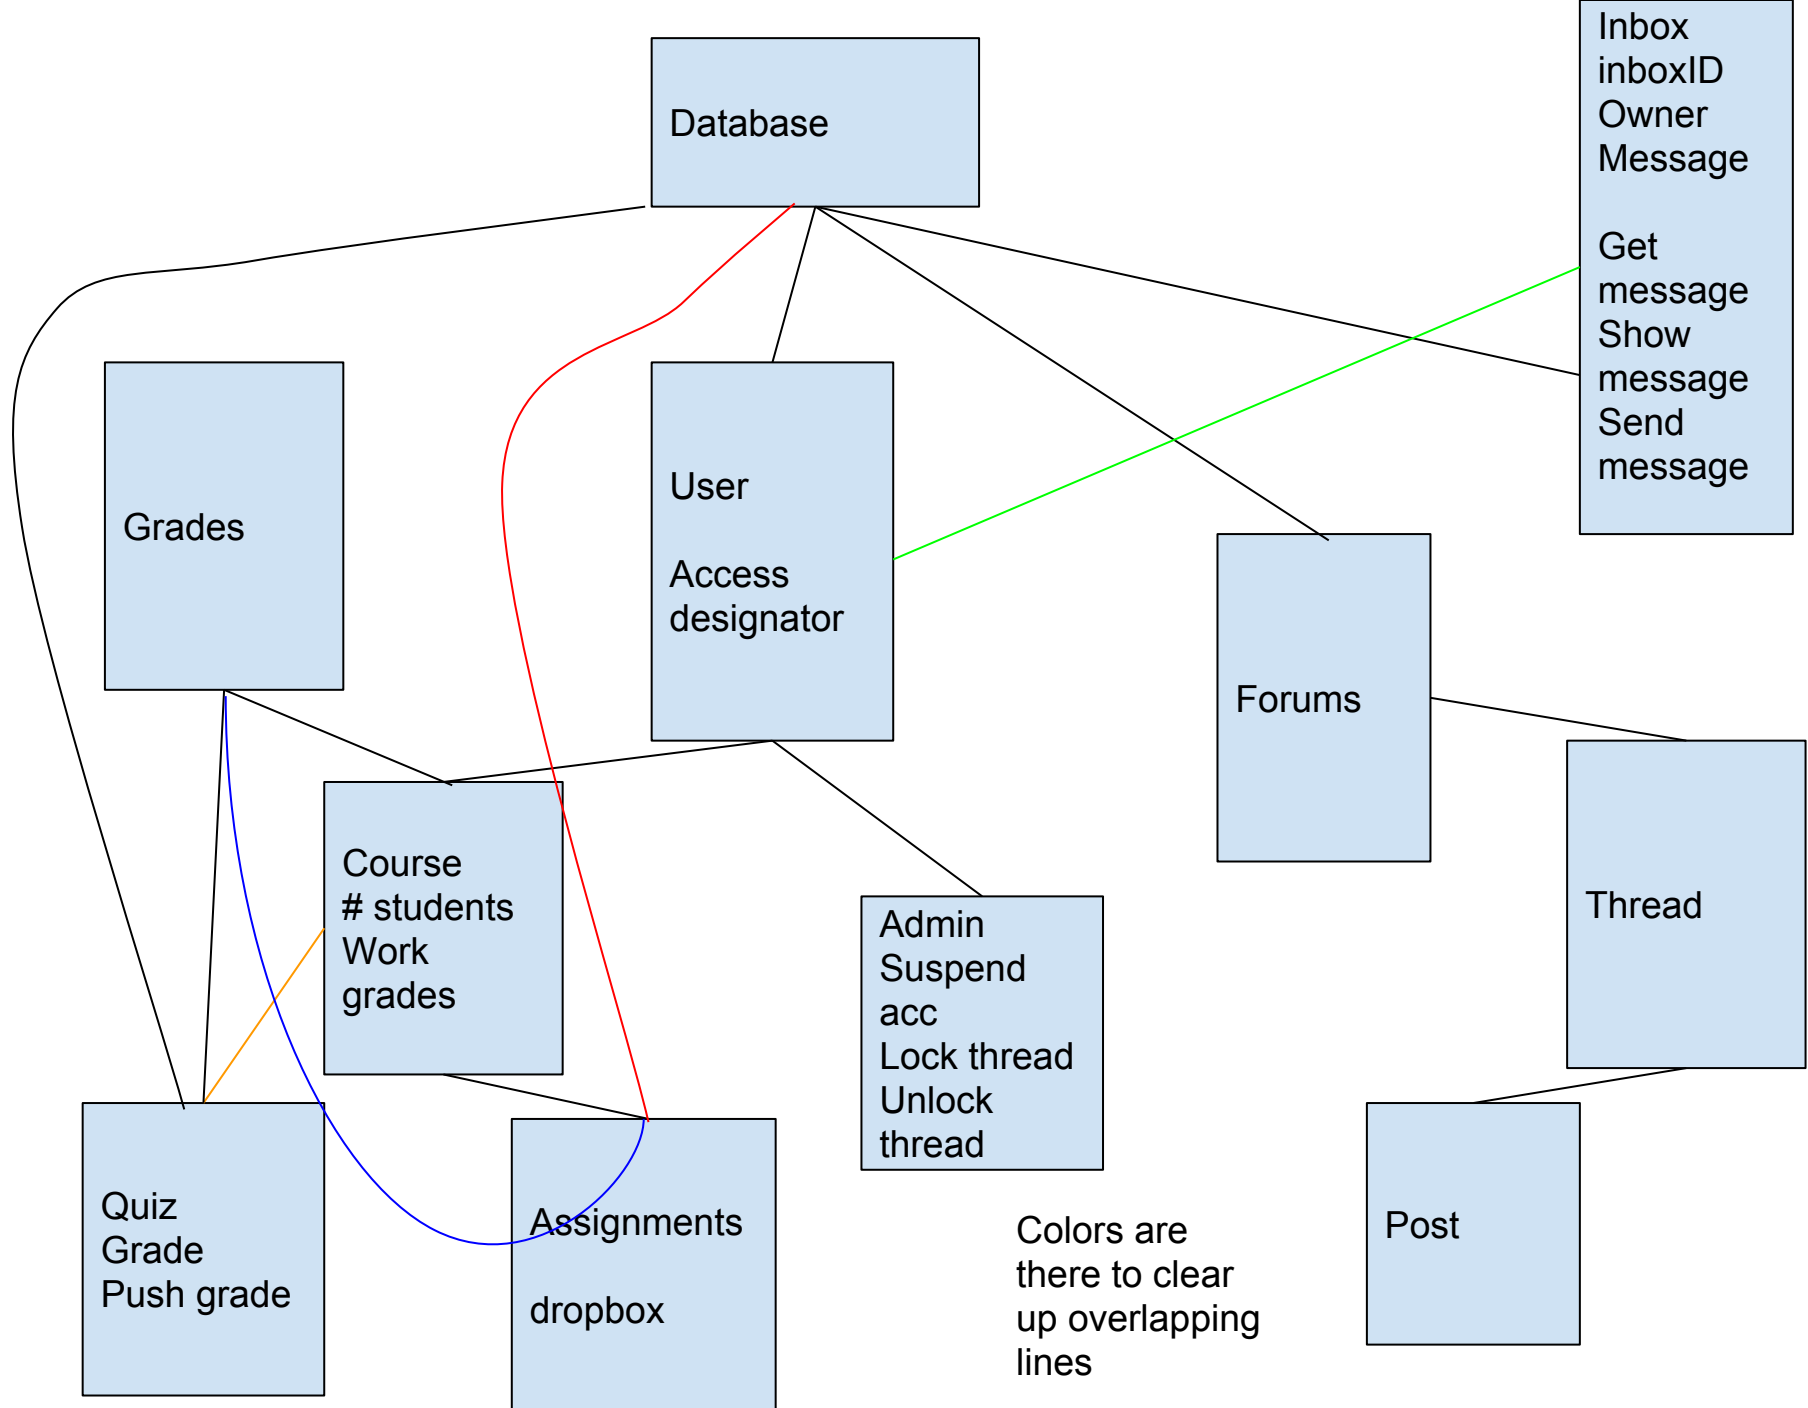 Inbox
inboxID
Owner
Message
Get
message
Show
message
Send
message
Database
Grades
User
Access
designator
Forums
Thread
Course
# students
Work
grades
Admin
Suspend
acc
Lock thread
Unlock
thread
Quiz
Grade
Push grade
Assignments
dropbox
Colors are
there to clear
up overlapping
lines
Post